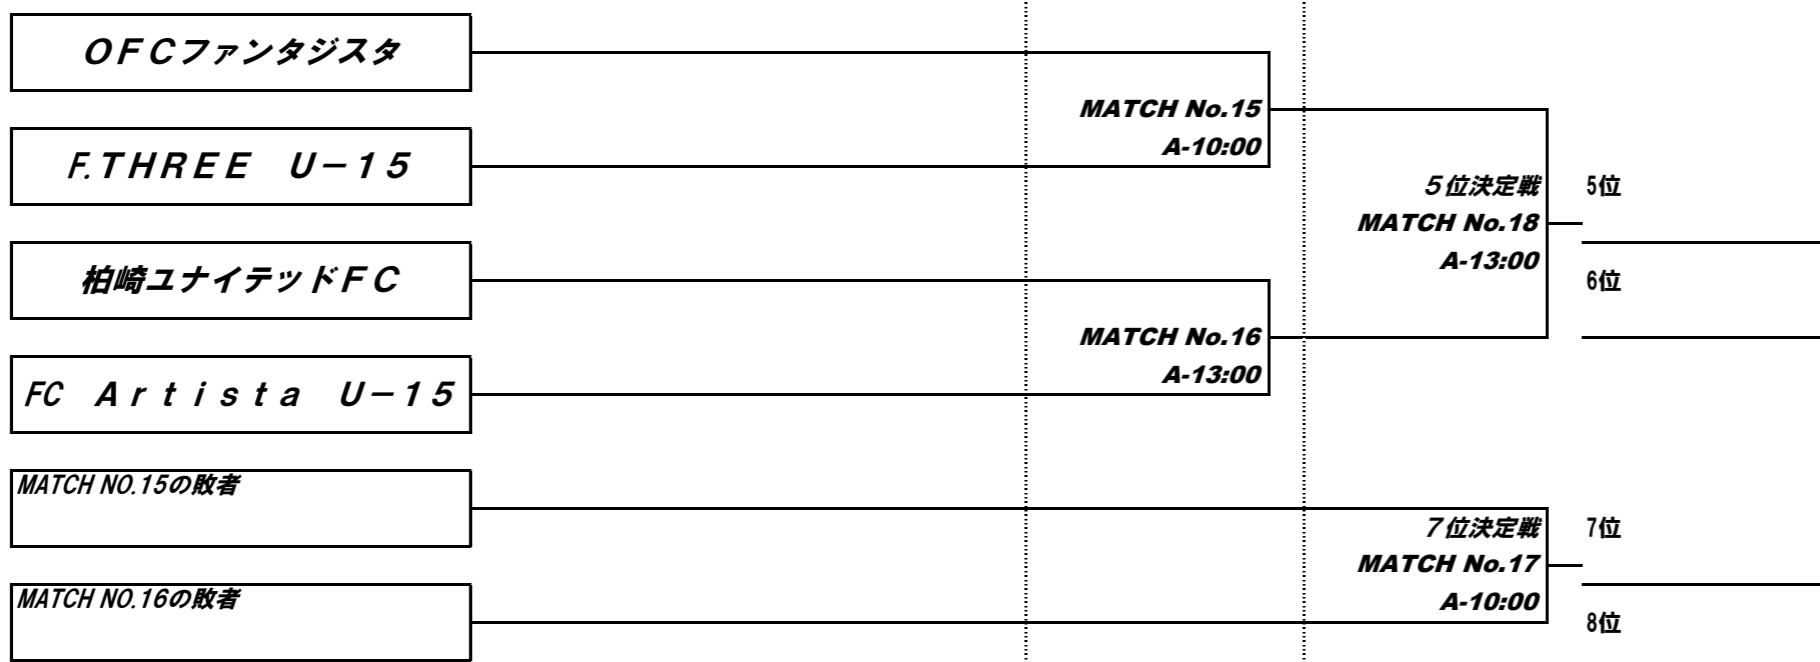 ＯＦＣファンタジスタ
MATCH No.15
A-10:00
F.ＴＨＲＥＥ　Ｕ－１５
５位決定戦
5位
MATCH No.18
A-13:00
柏崎ユナイテッドＦＣ
6位
MATCH No.16
A-13:00
FC　Ａｒｔｉｓｔａ　Ｕ－１５
MATCH NO.15の敗者
７位決定戦
7位
MATCH No.17
A-10:00
MATCH NO.16の敗者
8位